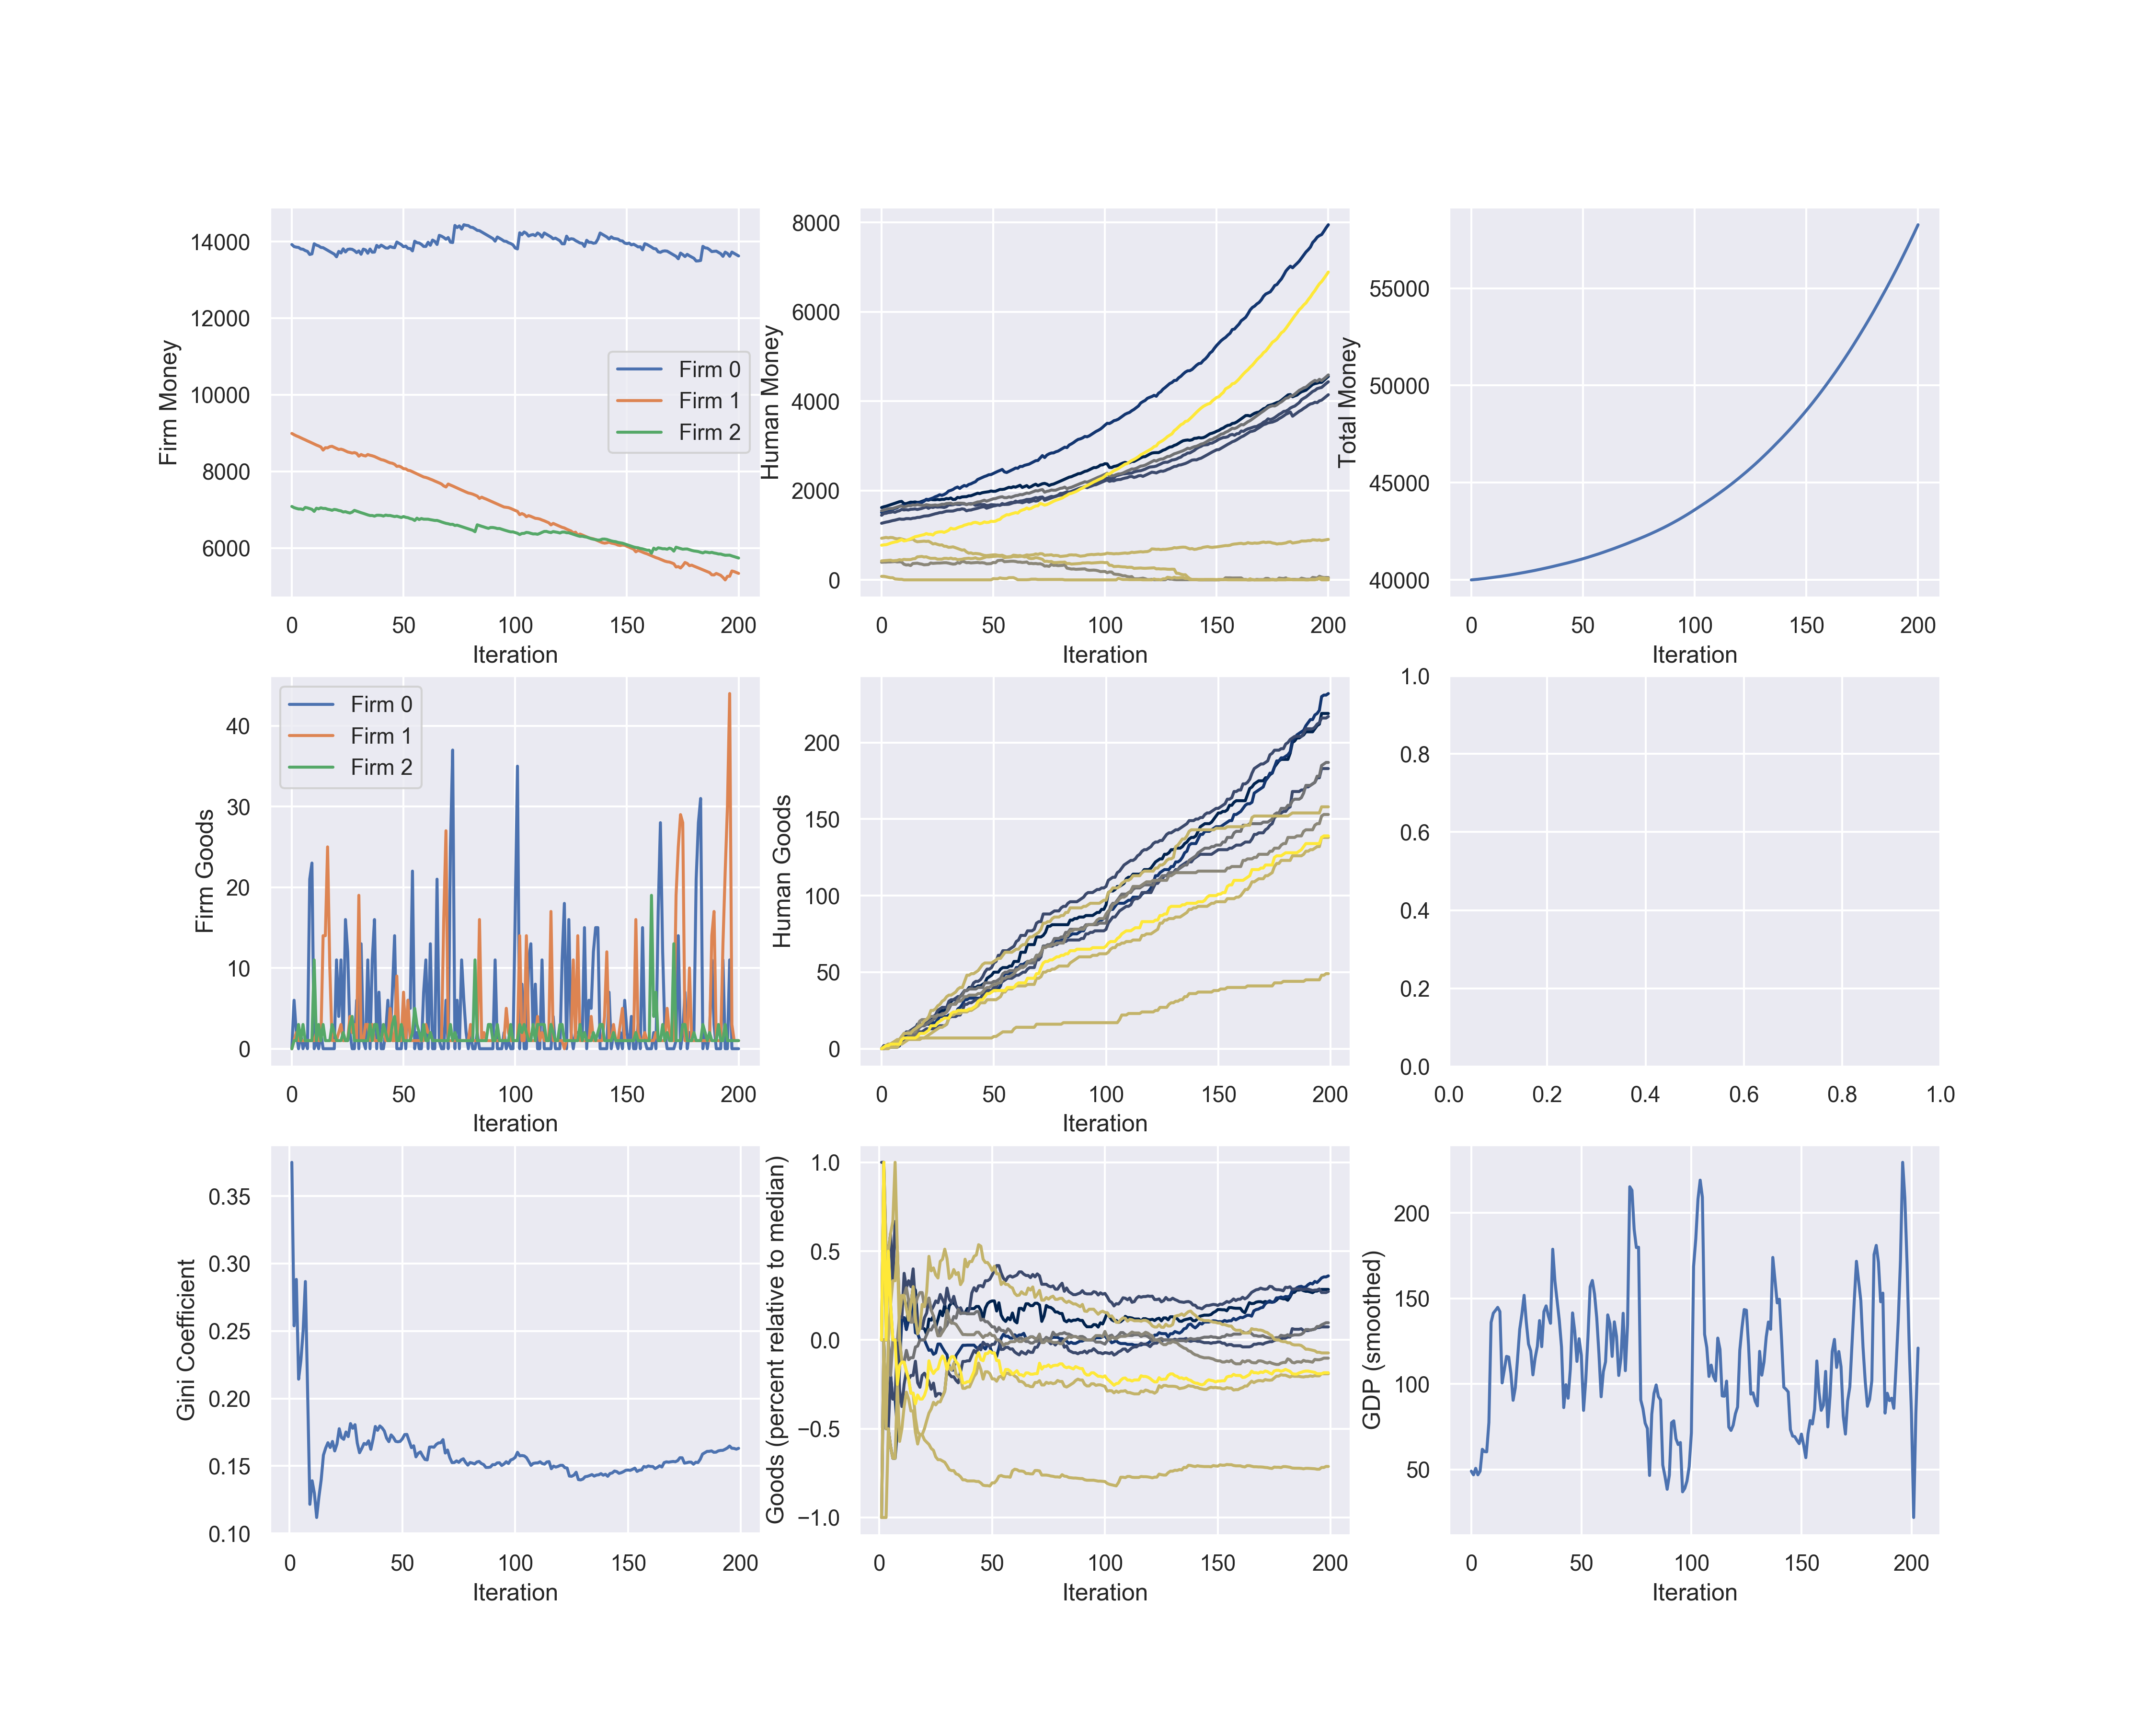 Firm Money
14000
12000
10000
8000
6000
Firm 0
Firm 1
Firm 2
0 50 100 150 200
Iteration
Human Money
8000
6000
4000
2000
0
0 50 100 150 200
Iteration
Total Money
55000
50000
45000
40000
0 50 100 150 200
Iteration
Firm Goods
40
30
20
10
0
Firm 0
Firm 1
Firm 2
0 50 100 150 200
Iteration
Human Goods
200
150
100
50
0
0 50 100 150 200
Iteration
1.0
0.8
0.6
0.4
0.2
0.0
0.0 0.2 0.4 0.6 0.8 1.0
Gini Coefficient
0.35
0.30
0.25
0.20
0.15
0.10
0 50 100 150 200
Iteration
Goods (percent relative to median)
1.0
0.5
0.0
−0.5
−1.0
0 50 100 150 200
Iteration
GDP (smoothed)
200
150
100
50
0 50 100 150 200
Iteration